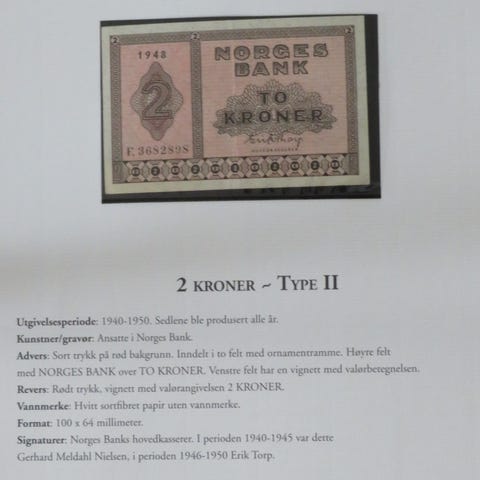 1948
NORGES
BANK
2
TO
KRONER
F.3682898
2 KRONER ~ TYPE II
Utgivelsesperiode: 1940-1950. Sedlene ble produsert alle år.
Kunstner/gravør: Ansatte i Norges Bank.
Advers: Sort trykk på rød bakgrunn. Inndelt i to felt med ornamentramme. Høyre felt
med NORGES BANK over TO KRONER. Venstre felt har en vignett med valørbetegnelsen.
Revers: Rødt trykk, vignett med valørangivelsen 2 KRONER.
Vannmerke: Hvitt sortfibret papir uten vannmerke.
Format: 100 x 64 millimeter.
Signaturer: Norges Banks hovedkasserer. I perioden 1940-1945 var dette
Gerhard Meldahl Nielsen, i perioden 1946-1950 Erik Torp.